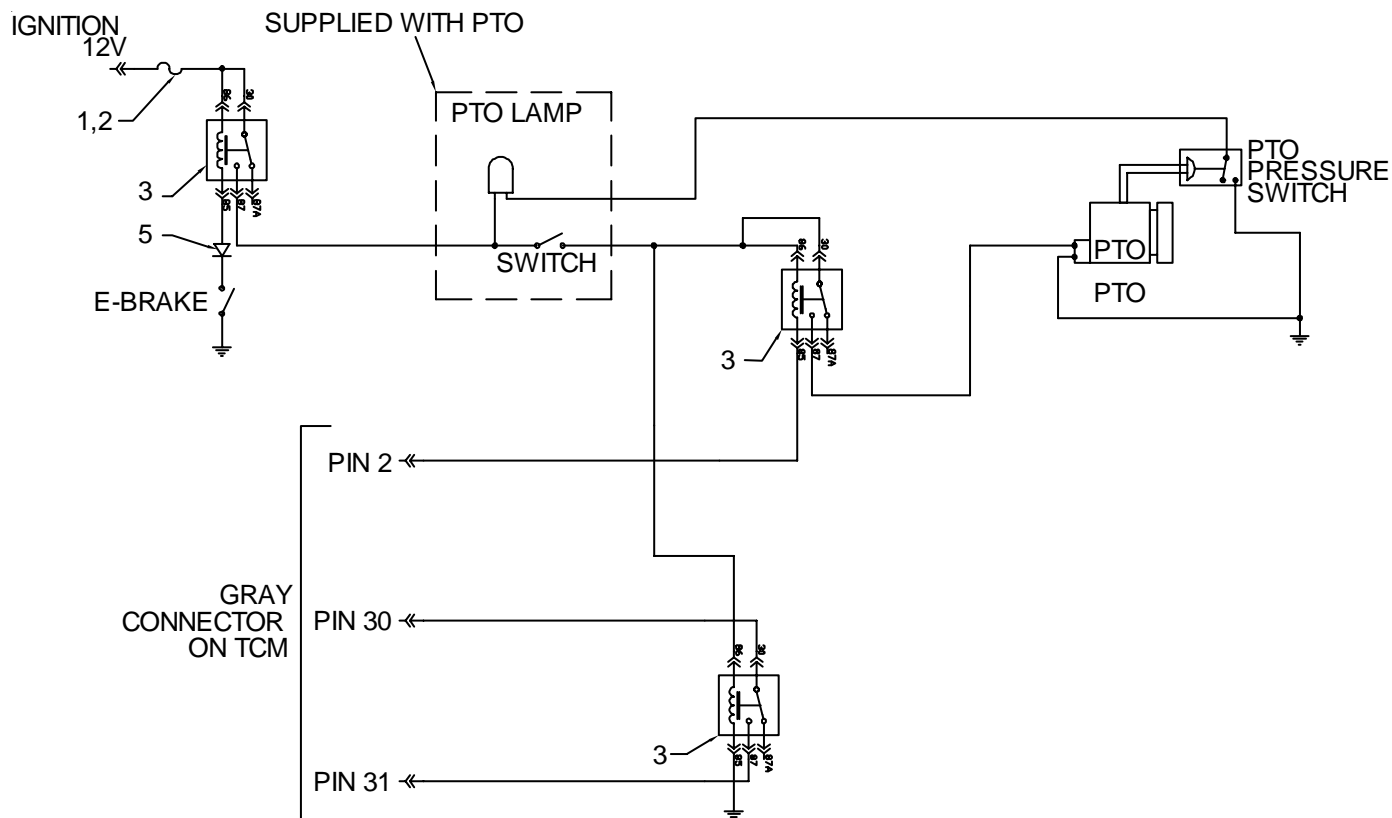 IGNITION
12V
SUPPLIED WITH PTO
1,2
86
30
3
85
87
87A
5
E-BRAKE
PTO LAMP
SWITCH
PTO
PRESSURE
SWITCH
PTO
PTO
86
30
3
85
87
87A
GRAY
CONNECTOR
ON TCM
PIN 2
PIN 30
PIN 31
86
30
3
85
87
87A